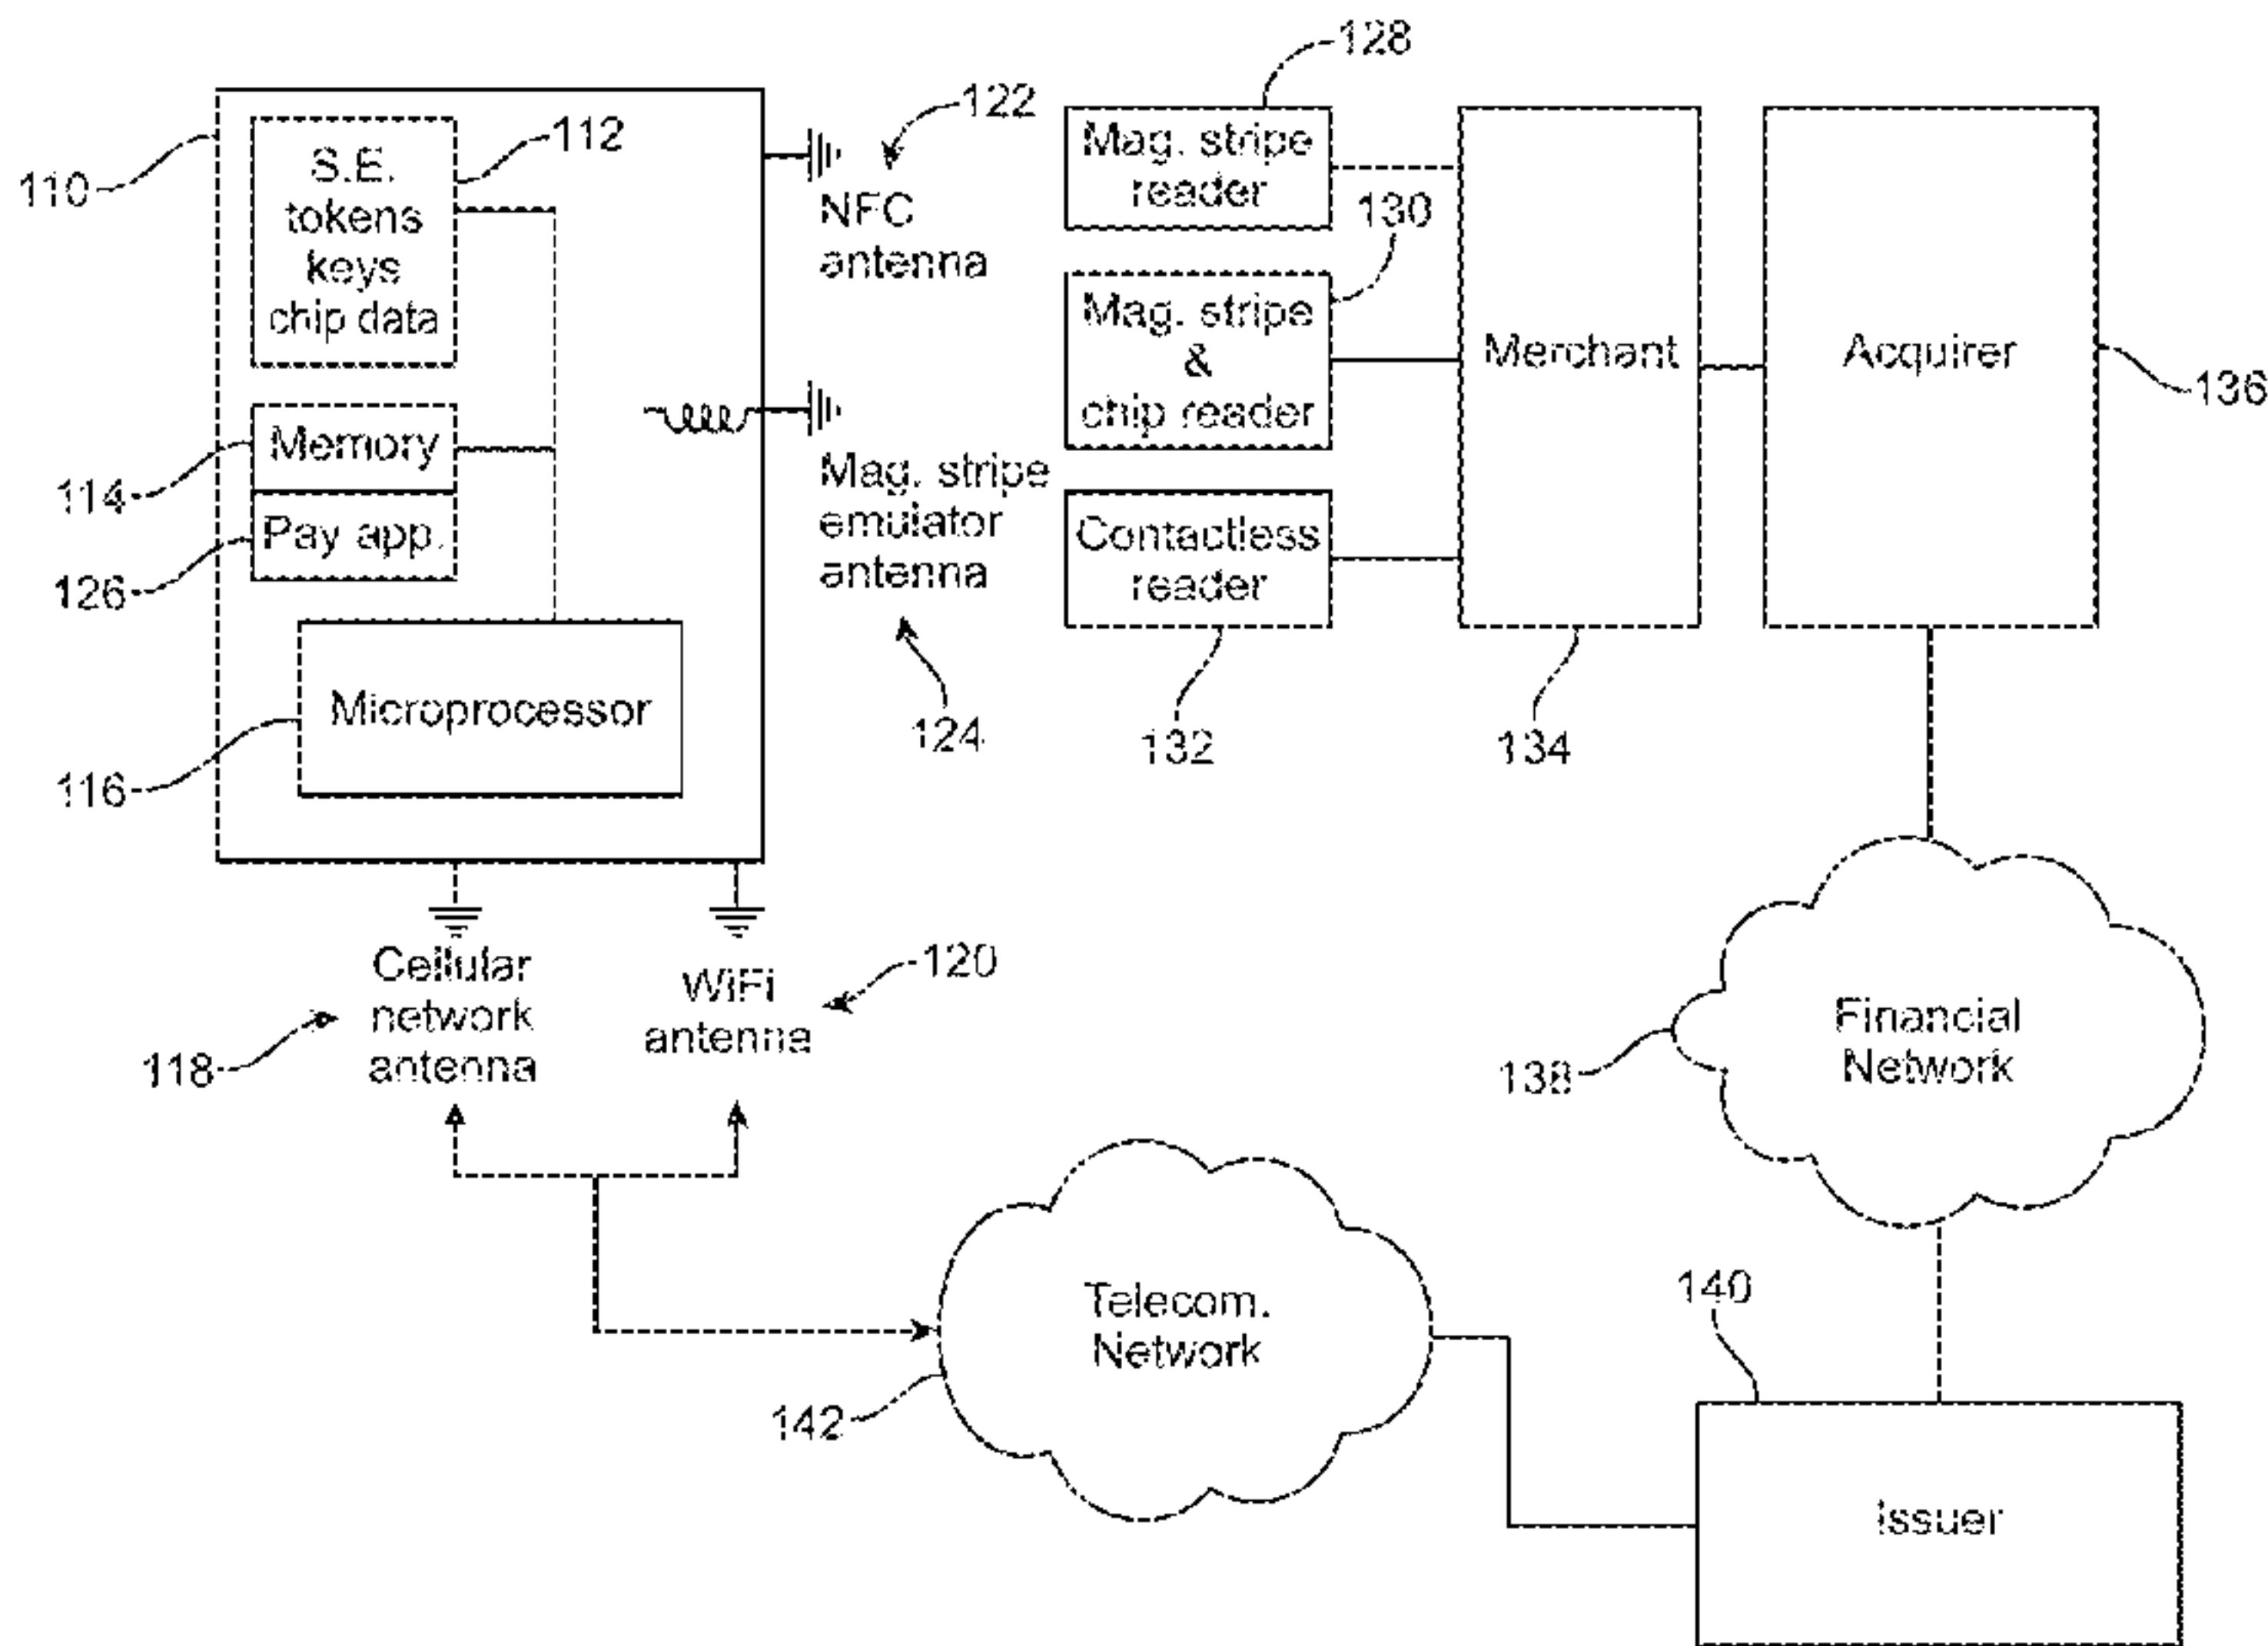 128
122
112
110
S.E.
tokens
keys
chip data
NFC
antenna
Mag. stripe
reader
130
Mag. stripe
&
chip reader
Merchant
Acquirer
136
114
Memory
126
Pay app.
Mag. stripe
emulator
antenna
124
Contactless
reader
132
134
116
Microprocessor
118
Cellular
network
antenna
WiFi
antenna
120
138
Financial
Network
142
Telecom.
Network
140
Issuer